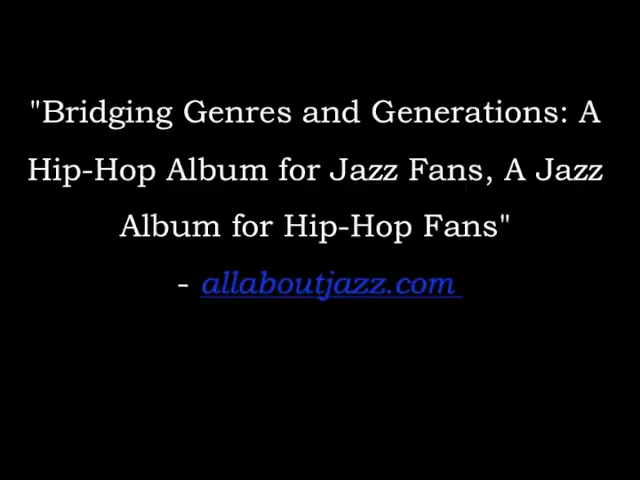 "Bridging Genres and Generations: A
Hip-Hop Album for Jazz Fans, A Jazz
Album for Hip-Hop Fans"
- allaboutjazz.com